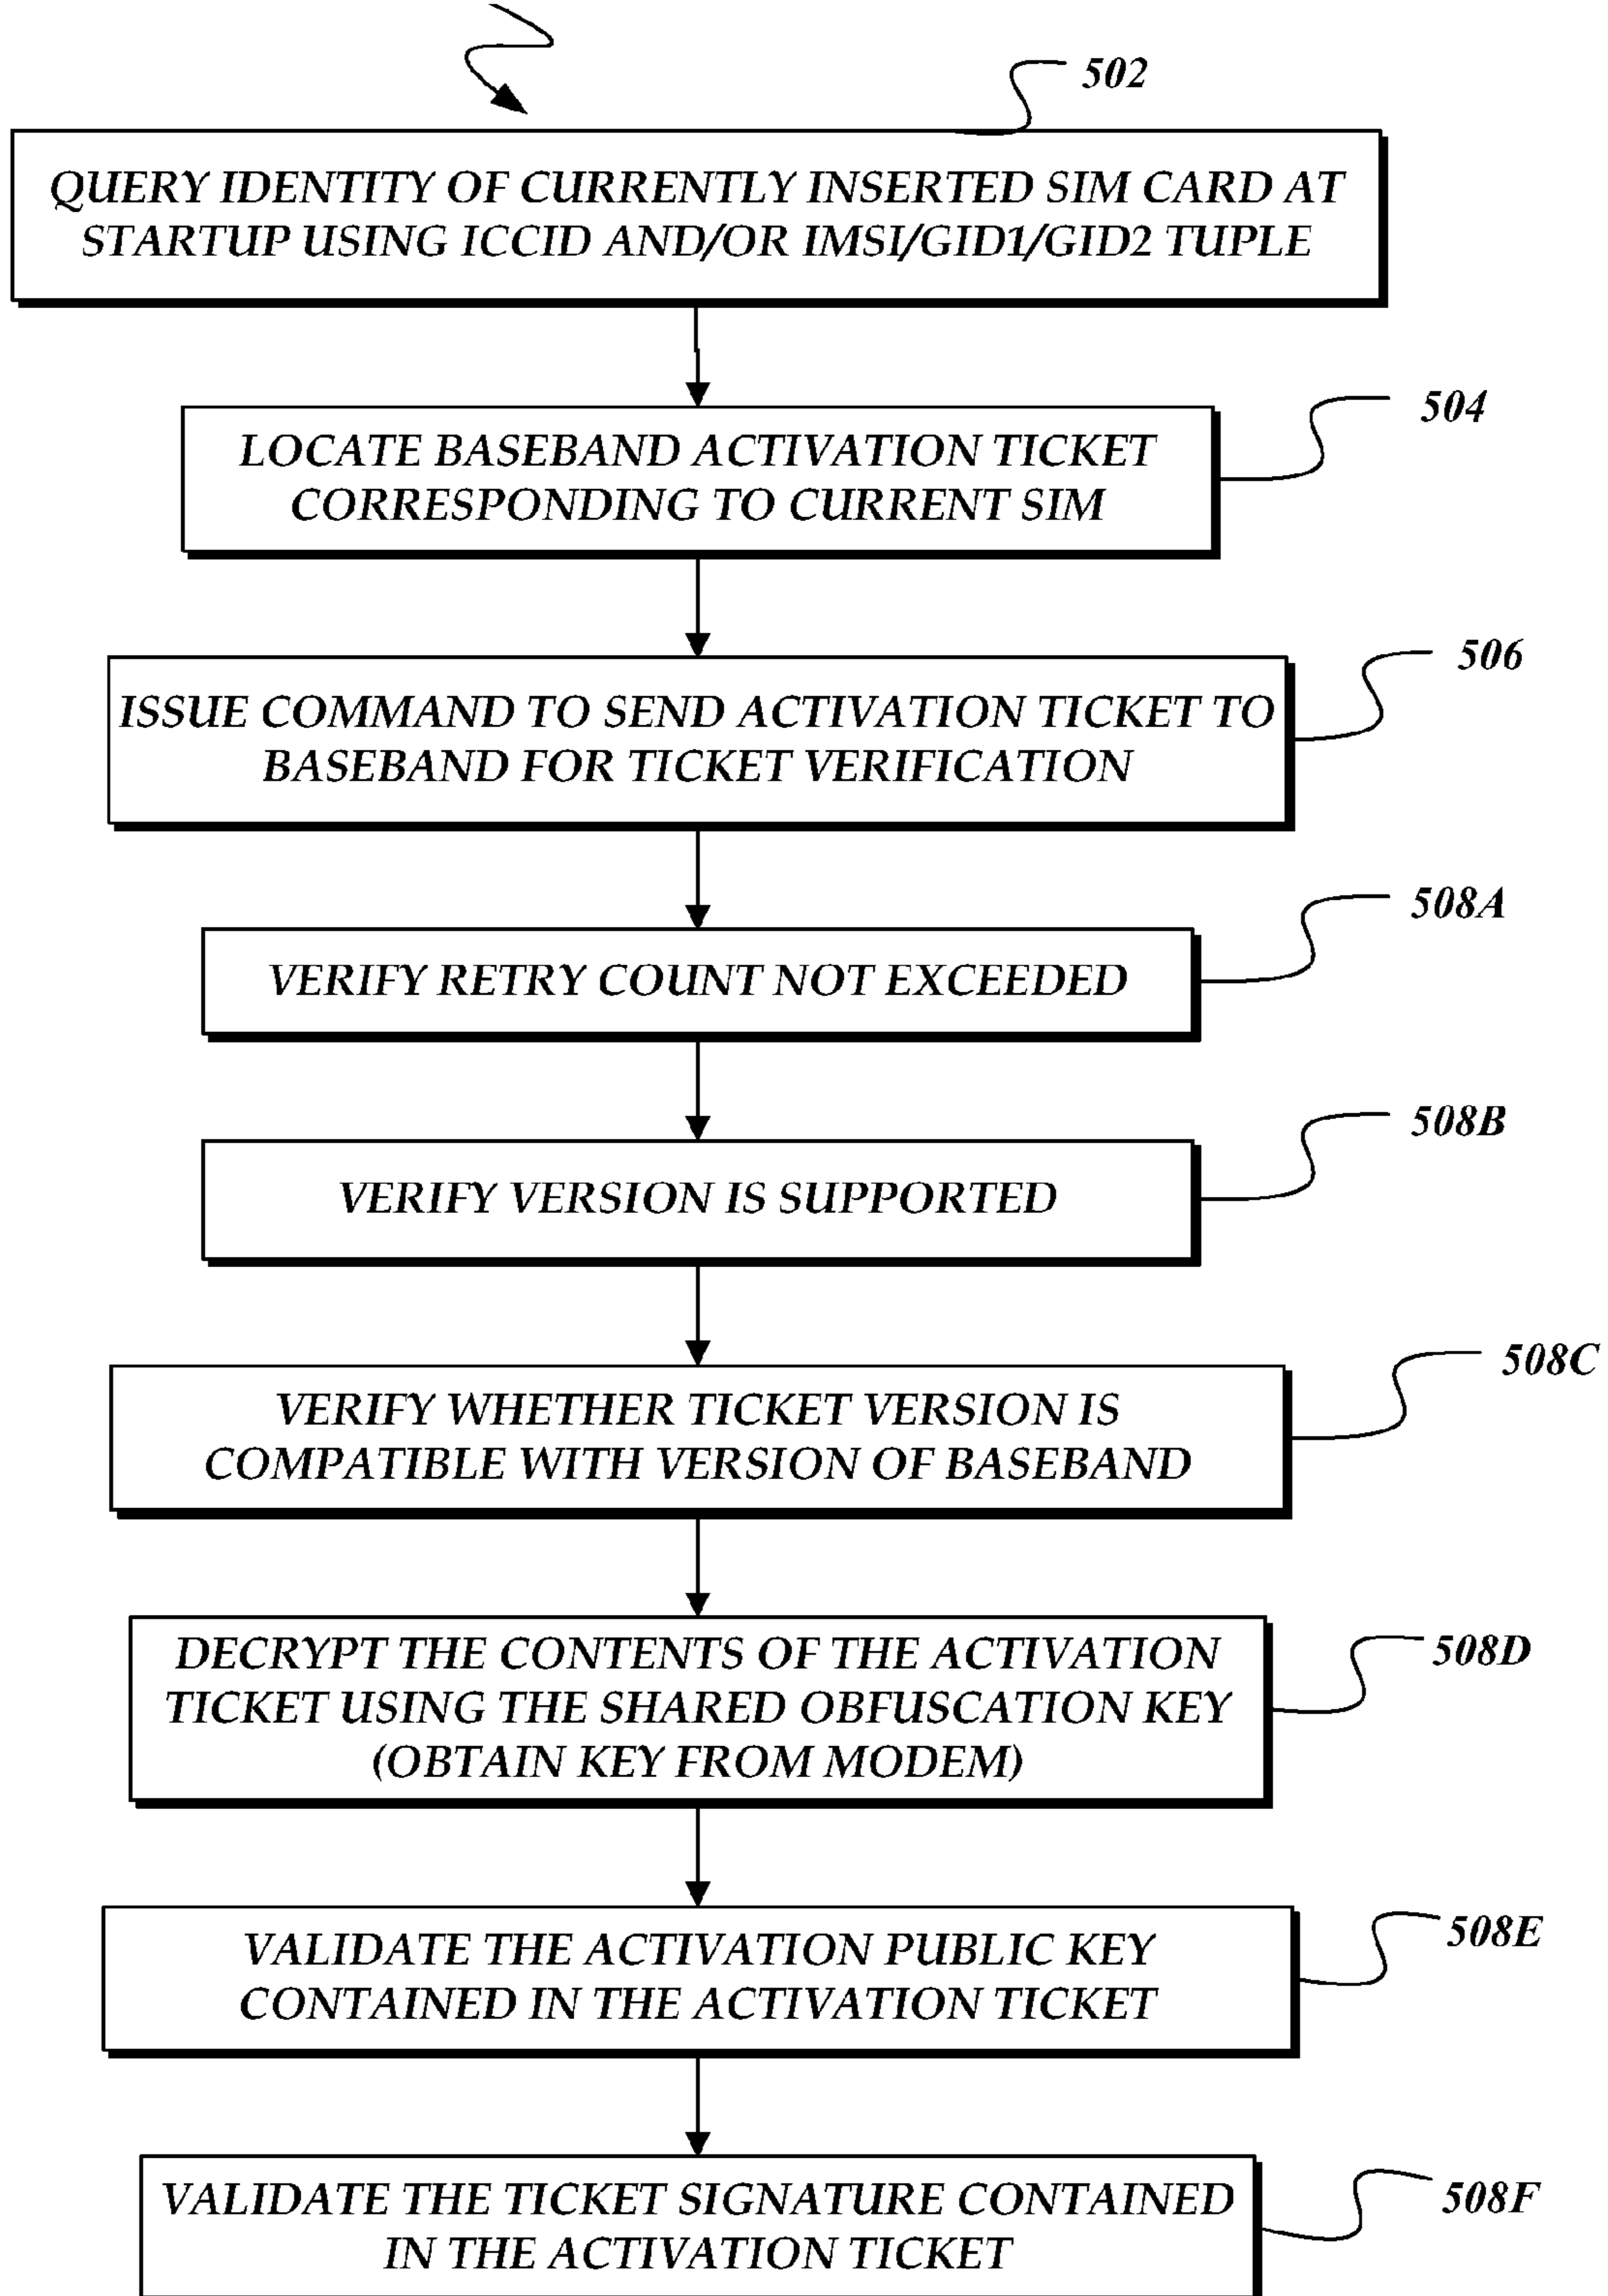 502
QUERY IDENTITY OF CURRENTLY INSERTED SIM CARD AT
STARTUP USING ICCID AND/OR IMSI/GID1/GID2 TUPLE
504
LOCATE BASEBAND ACTIVATION TICKET
CORRESPONDING TO CURRENT SIM
506
ISSUE COMMAND TO SEND ACTIVATION TICKET TO
BASEBAND FOR TICKET VERIFICATION
508A
VERIFY RETRY COUNT NOT EXCEEDED
508B
VERIFY VERSION IS SUPPORTED
508C
VERIFY WHETHER TICKET VERSION IS
COMPATIBLE WITH VERSION OF BASEBAND
508D
DECRYPT THE CONTENTS OF THE ACTIVATION
TICKET USING THE SHARED OBFUSCATION KEY
(OBTAIN KEY FROM MODEM)
508E
VALIDATE THE ACTIVATION PUBLIC KEY
CONTAINED IN THE ACTIVATION TICKET
508F
VALIDATE THE TICKET SIGNATURE CONTAINED
IN THE ACTIVATION TICKET